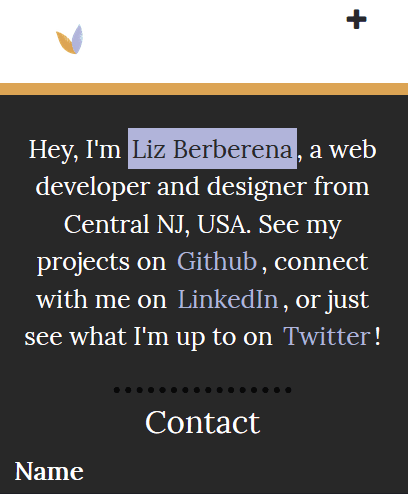 Hey, I'm Liz Berberena, a web
developer and designer from
Central NJ, USA. See my
projects on Github, connect
with me on LinkedIn, or just
see what I'm up to on Twitter!
Contact
Name